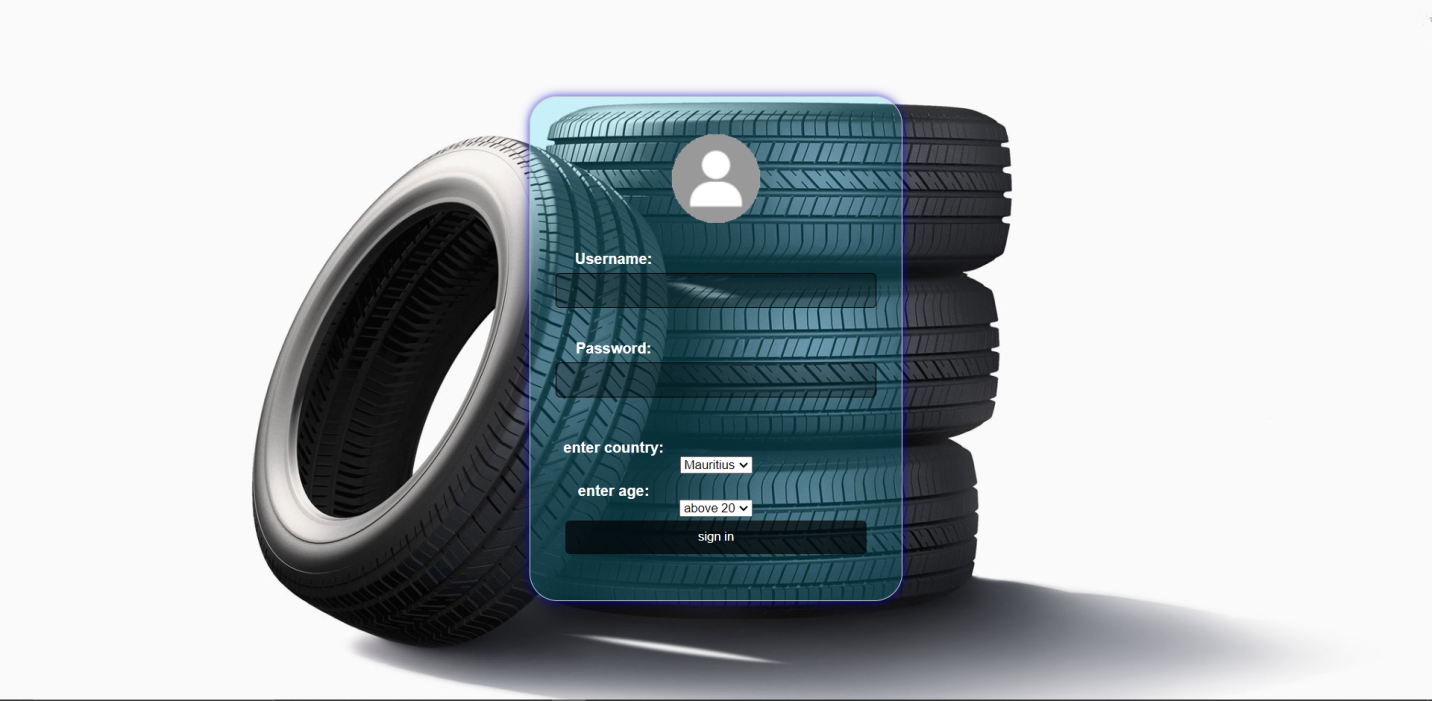 Username:
Password:
enter country:
Mauritius
enter age:
above 20
sign in